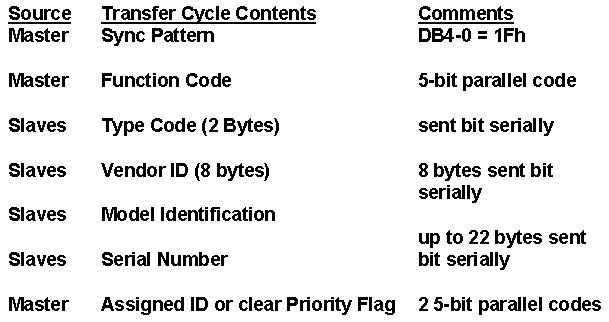 Source Transfer Cycle Contents Comments
Master Sync Pattern DB4-0 = 1Fh
Master Function Code 5-bit parallel code
Slaves Type Code (2 Bytes) sent bit serially
Slaves Vendor ID (8 bytes) 8 bytes sent bit
serially
Slaves Model Identification
up to 22 bytes sent
Slaves Serial Number bit serially
Master Assigned ID or clear Priority Flag 2 5-bit parallel codes